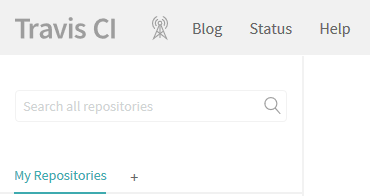 Travis CI Blog Status Help
Search all repositories
My Repositories +